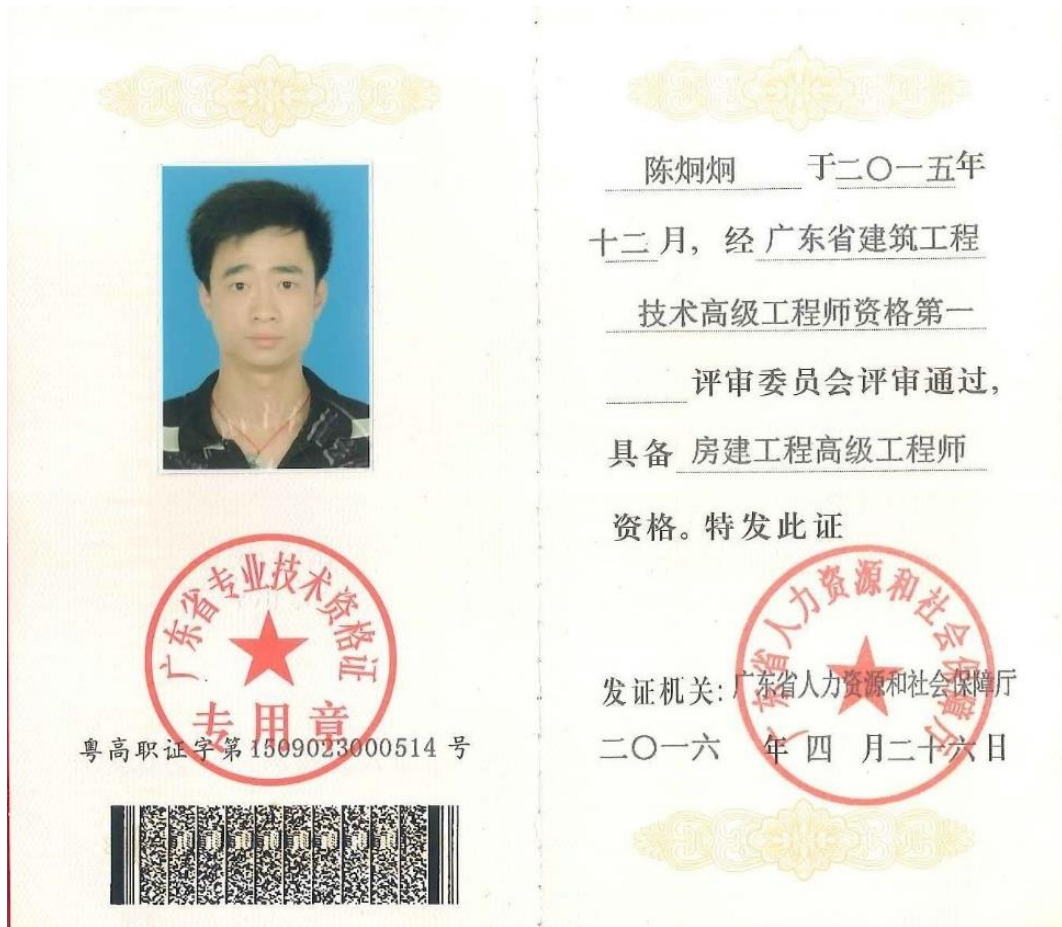 广东省专业技术资格证
专用章
粤高职证字第1509023000514号
陈炯炯 于二〇一五年
十二月，经广东省建筑工程
技术高级工程师资格第一
评审委员会评审通过，
具备 房建工程高级工程师
资格。特发此证
广东省人力资源和社会保障厅
发证机关：广东省人力资源和社会保障厅
二〇一六 年 四 月二十六日